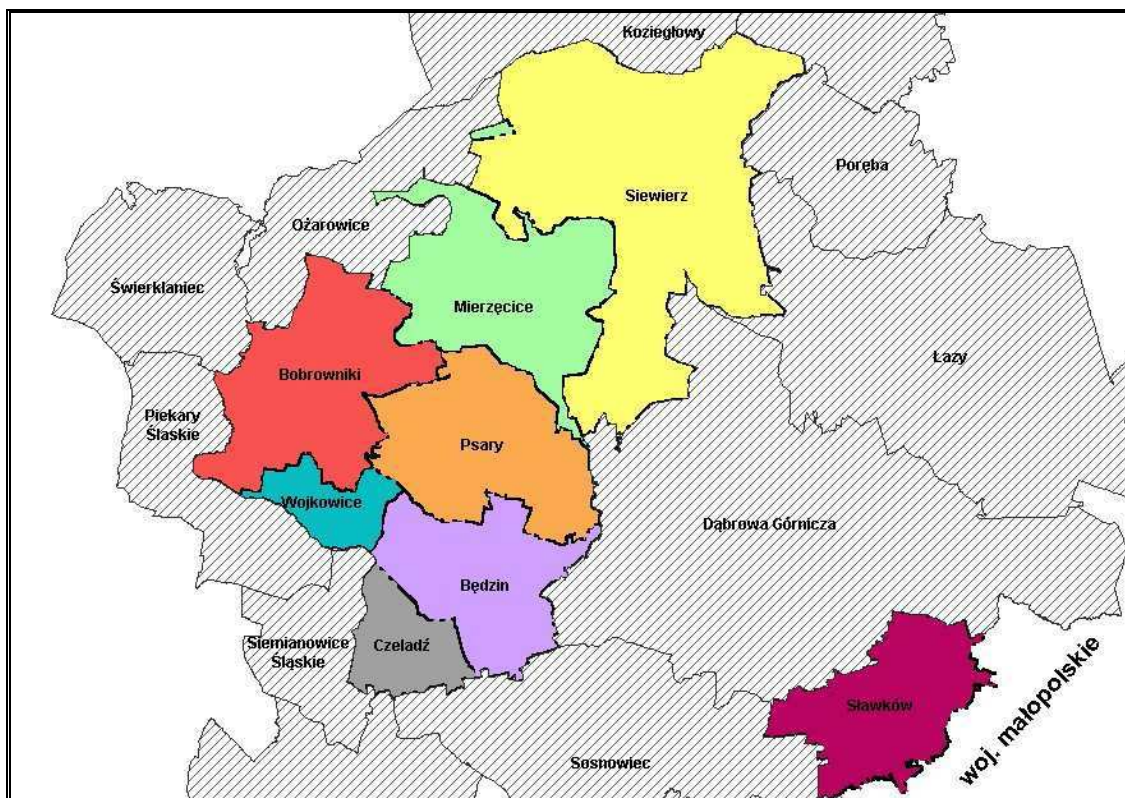 Koziegłowy
Poręba
Siewierz
Ożarowice
Świerklaniec
Mierzęcice
Łazy
Bobrowniki
Piekary
Ślaskie
Psary
Wojkowice
Dąbrowa Górnicza
Będzin
Siemianowice
Śląskie
Czeladź
Sławków
woj. małopolskie
Sosnowiec